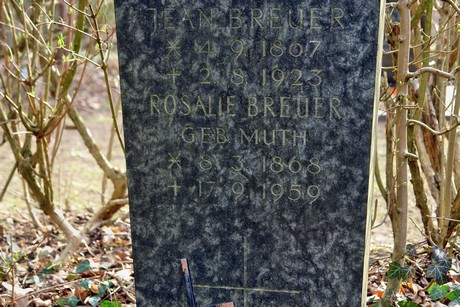 JEAN BREUER
* 4.9.1867
+ 2.8.1923
ROSALIE BREUER
GEB. MUTH
* 8.3.1868
+ 17.9.1959